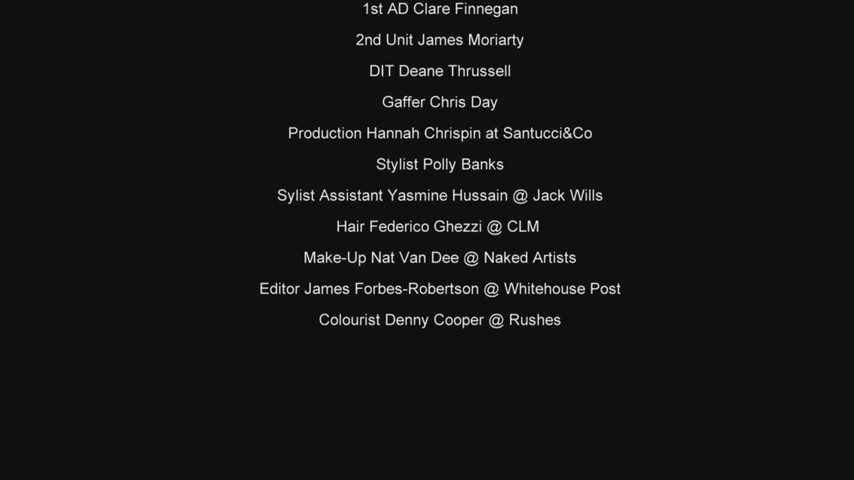 1st AD Clare Finnegan
2nd Unit James Moriarty
DIT Deane Thrussell
Gaffer Chris Day
Production Hannah Chrispin at Santucci&Co
Stylist Polly Banks
Sylist Assistant Yasmine Hussain @ Jack Wills
Hair Federico Ghezzi @ CLM
Make-Up Nat Van Dee @ Naked Artists
Editor James Forbes-Robertson @ Whitehouse Post
Colourist Denny Cooper @ Rushes